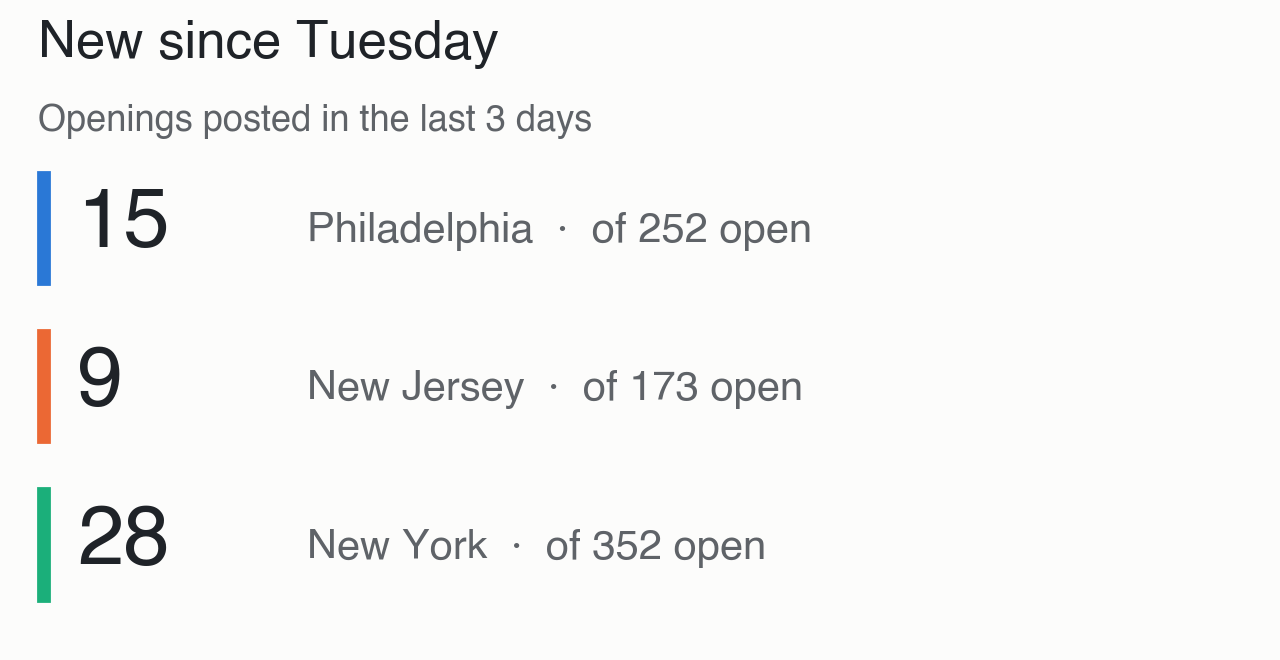 New since Tuesday
Openings posted in the last 3 days
15 Philadelphia · of 252 open
9 New Jersey · of 173 open
28 New York · of 352 open